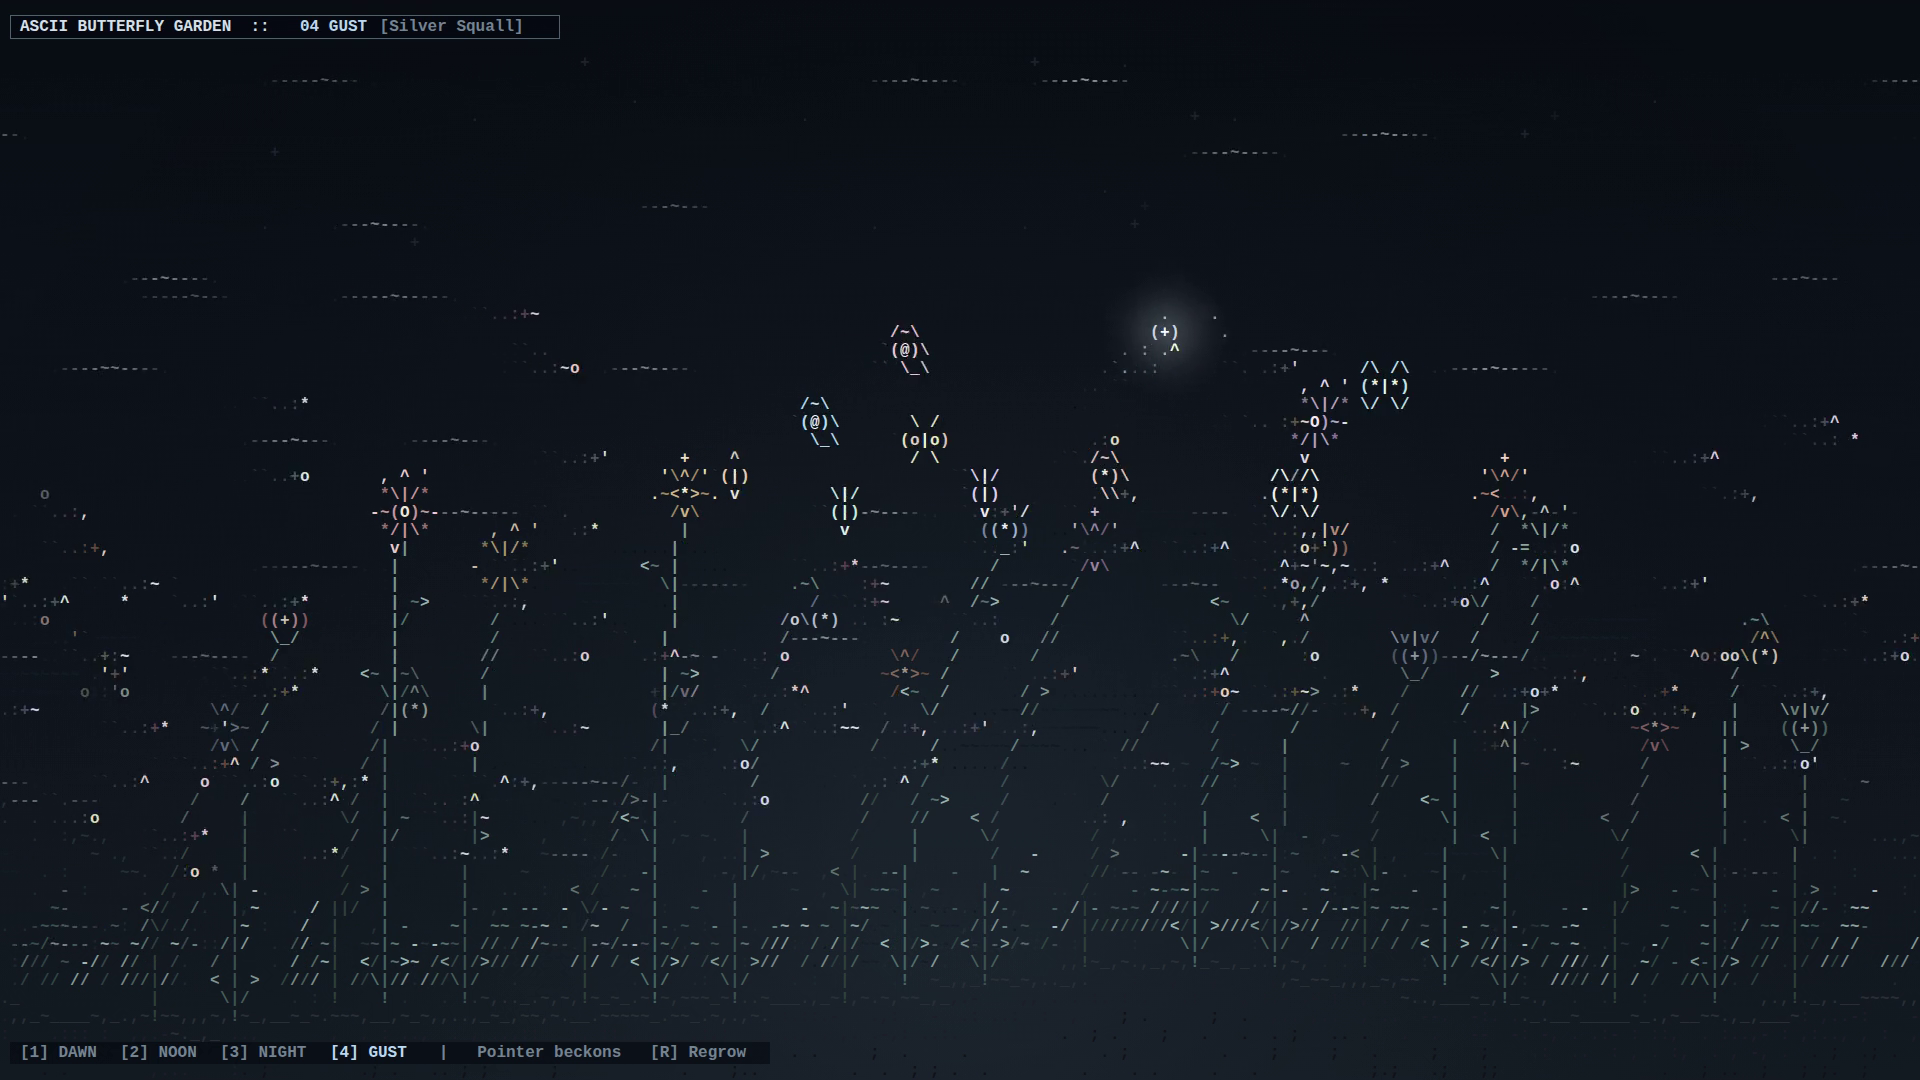 ASCII BUTTERFLY GARDEN :: 04 GUST [Silver Squall]
[1] DAWN [2] NOON [3] NIGHT [4] GUST | Pointer beckons [R] Regrow